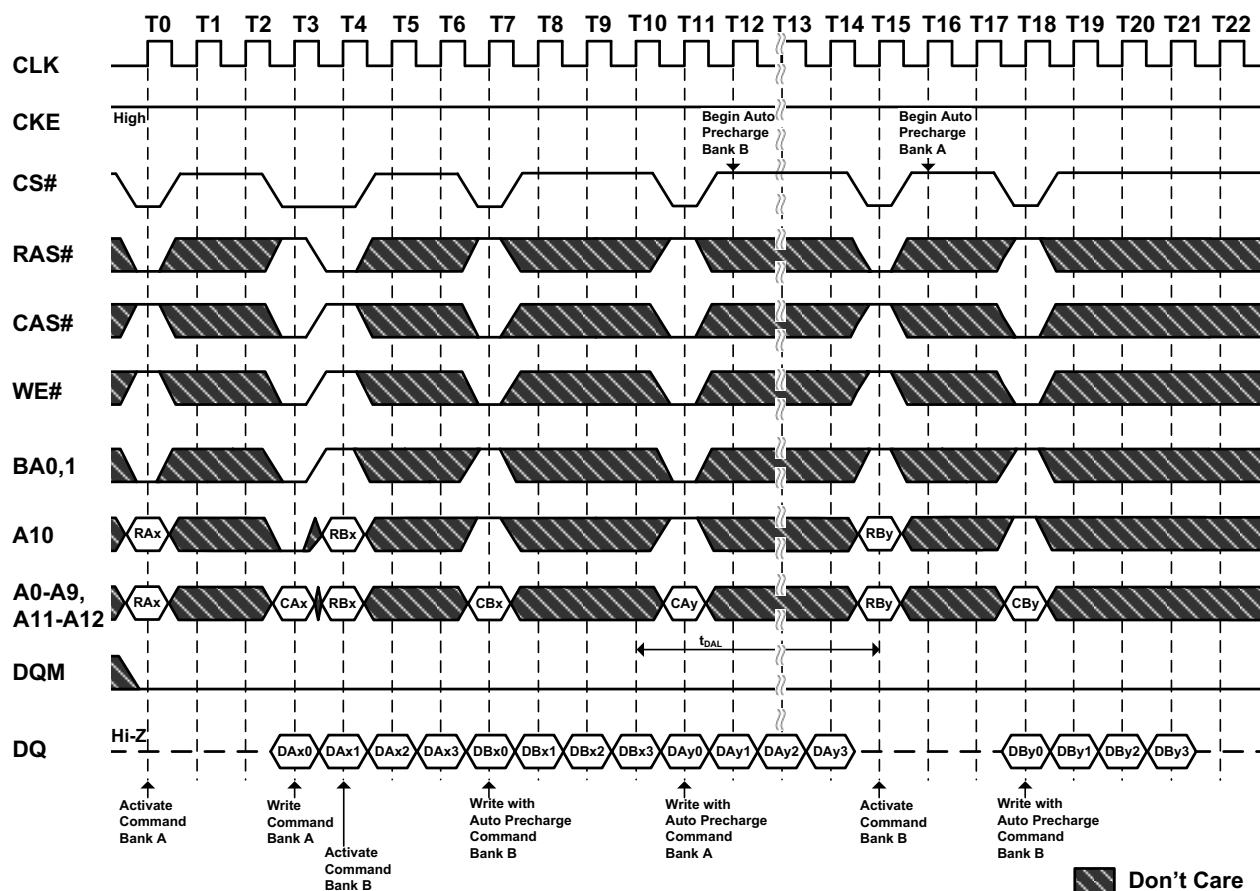 T0 T1 T2 T3 T4 T5 T6 T7 T8 T9 T10 T11 T12 T13 T14 T15 T16 T17 T18 T19 T20 T21 T22
CLK
CKE
High
Begin Auto
Precharge
Bank B
Begin Auto
Precharge
Bank A
CS#
RAS#
CAS#
WE#
BA0,1
A10
RAx RBx RBy
A0-A9,
A11-A12
RAx CAx RBx CBx CAy RBy CBy
tDAL
DQM
DQ
Hi-Z
DAx0 DAx1 DAx2 DAx3 DBx0 DBx1 DBx2 DBx3 DAy0 DAy1 DAy2 DAy3 DBy0 DBy1 DBy2 DBy3
Activate
Command
Bank A
Write
Command
Bank A
Activate
Command
Bank B
Write with
Auto Precharge
Command
Bank B
Write with
Auto Precharge
Command
Bank A
Activate
Command
Bank B
Write with
Auto Precharge
Command
Bank B
Don't Care